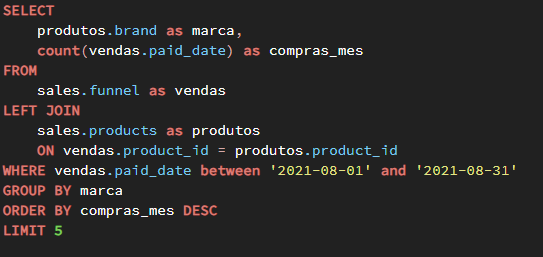 SELECT
    produtos.brand as marca,
    count(vendas.paid_date) as compras_mes
FROM
    sales.funnel as vendas
LEFT JOIN
    sales.products as produtos
    ON vendas.product_id = produtos.product_id
WHERE vendas.paid_date between '2021-08-01' and '2021-08-31'
GROUP BY marca
ORDER BY compras_mes DESC
LIMIT 5